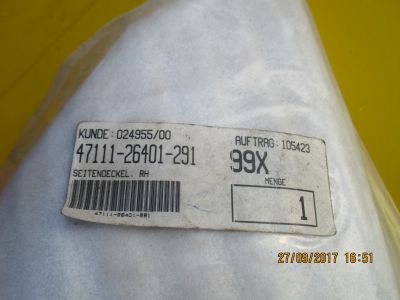 KUNDE: 024955/00
AUFTRAG: 105423
47111-26401-291
99X
SEITENDECKEL, RH
MENGE
1
47111-26401-291
27/09/2017 16:51